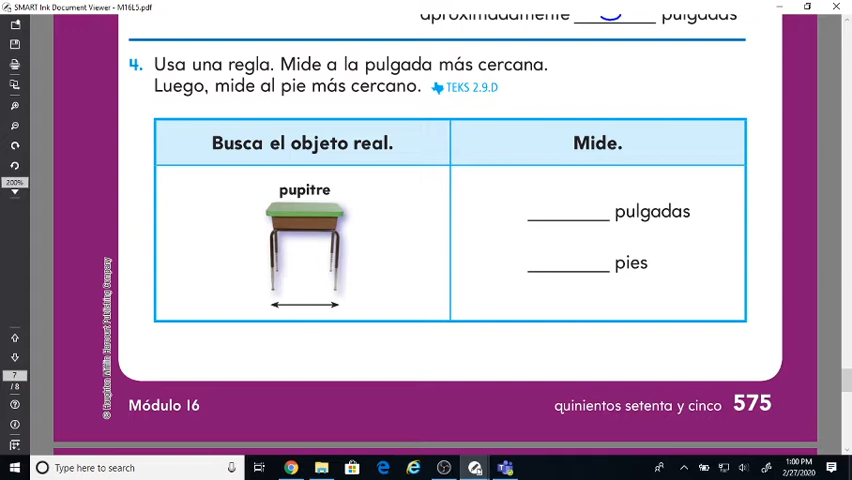 SMART Ink Document Viewer - M16L5.pdf
aproximadamente ________ pulgadas
4. Usa una regla. Mide a la pulgada más cercana.
Luego, mide al pie más cercano. TEKS 2.9.D
Busca el objeto real.
Mide.
pupitre
________ pulgadas
________ pies
© Houghton Mifflin Harcourt Publishing Company
Módulo 16
quinientos setenta y cinco 575
200%
7
/ 8
Type here to search
1:00 PM
2/27/2020